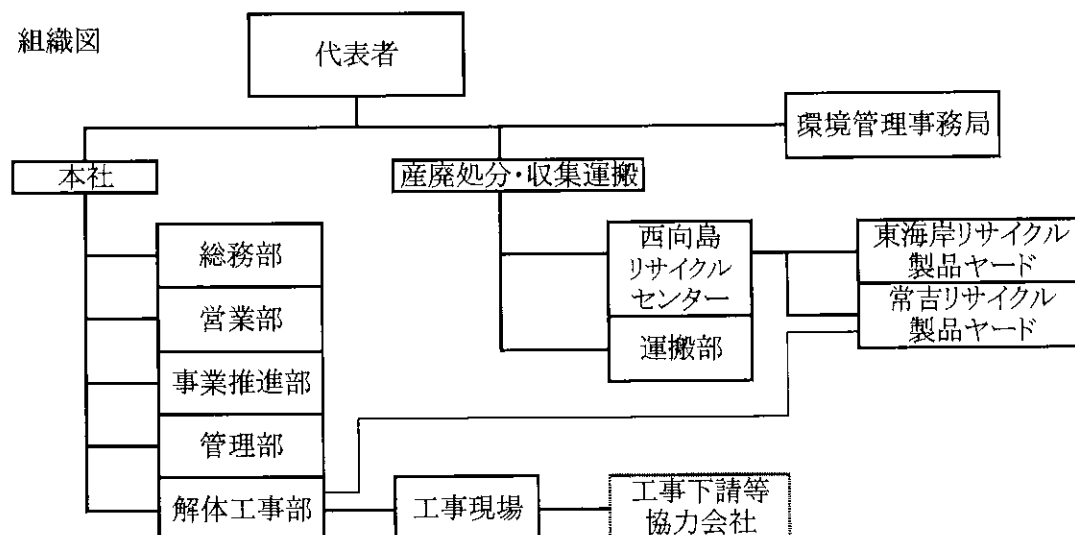 組織図
代表者
環境管理事務局
本社
産廃処分・収集運搬
総務部
営業部
事業推進部
管理部
解体工事部
西向島
リサイクル
センター
運搬部
東海岸リサイクル
製品ヤード
常吉リサイクル
製品ヤード
工事現場
工事下請等
協力会社